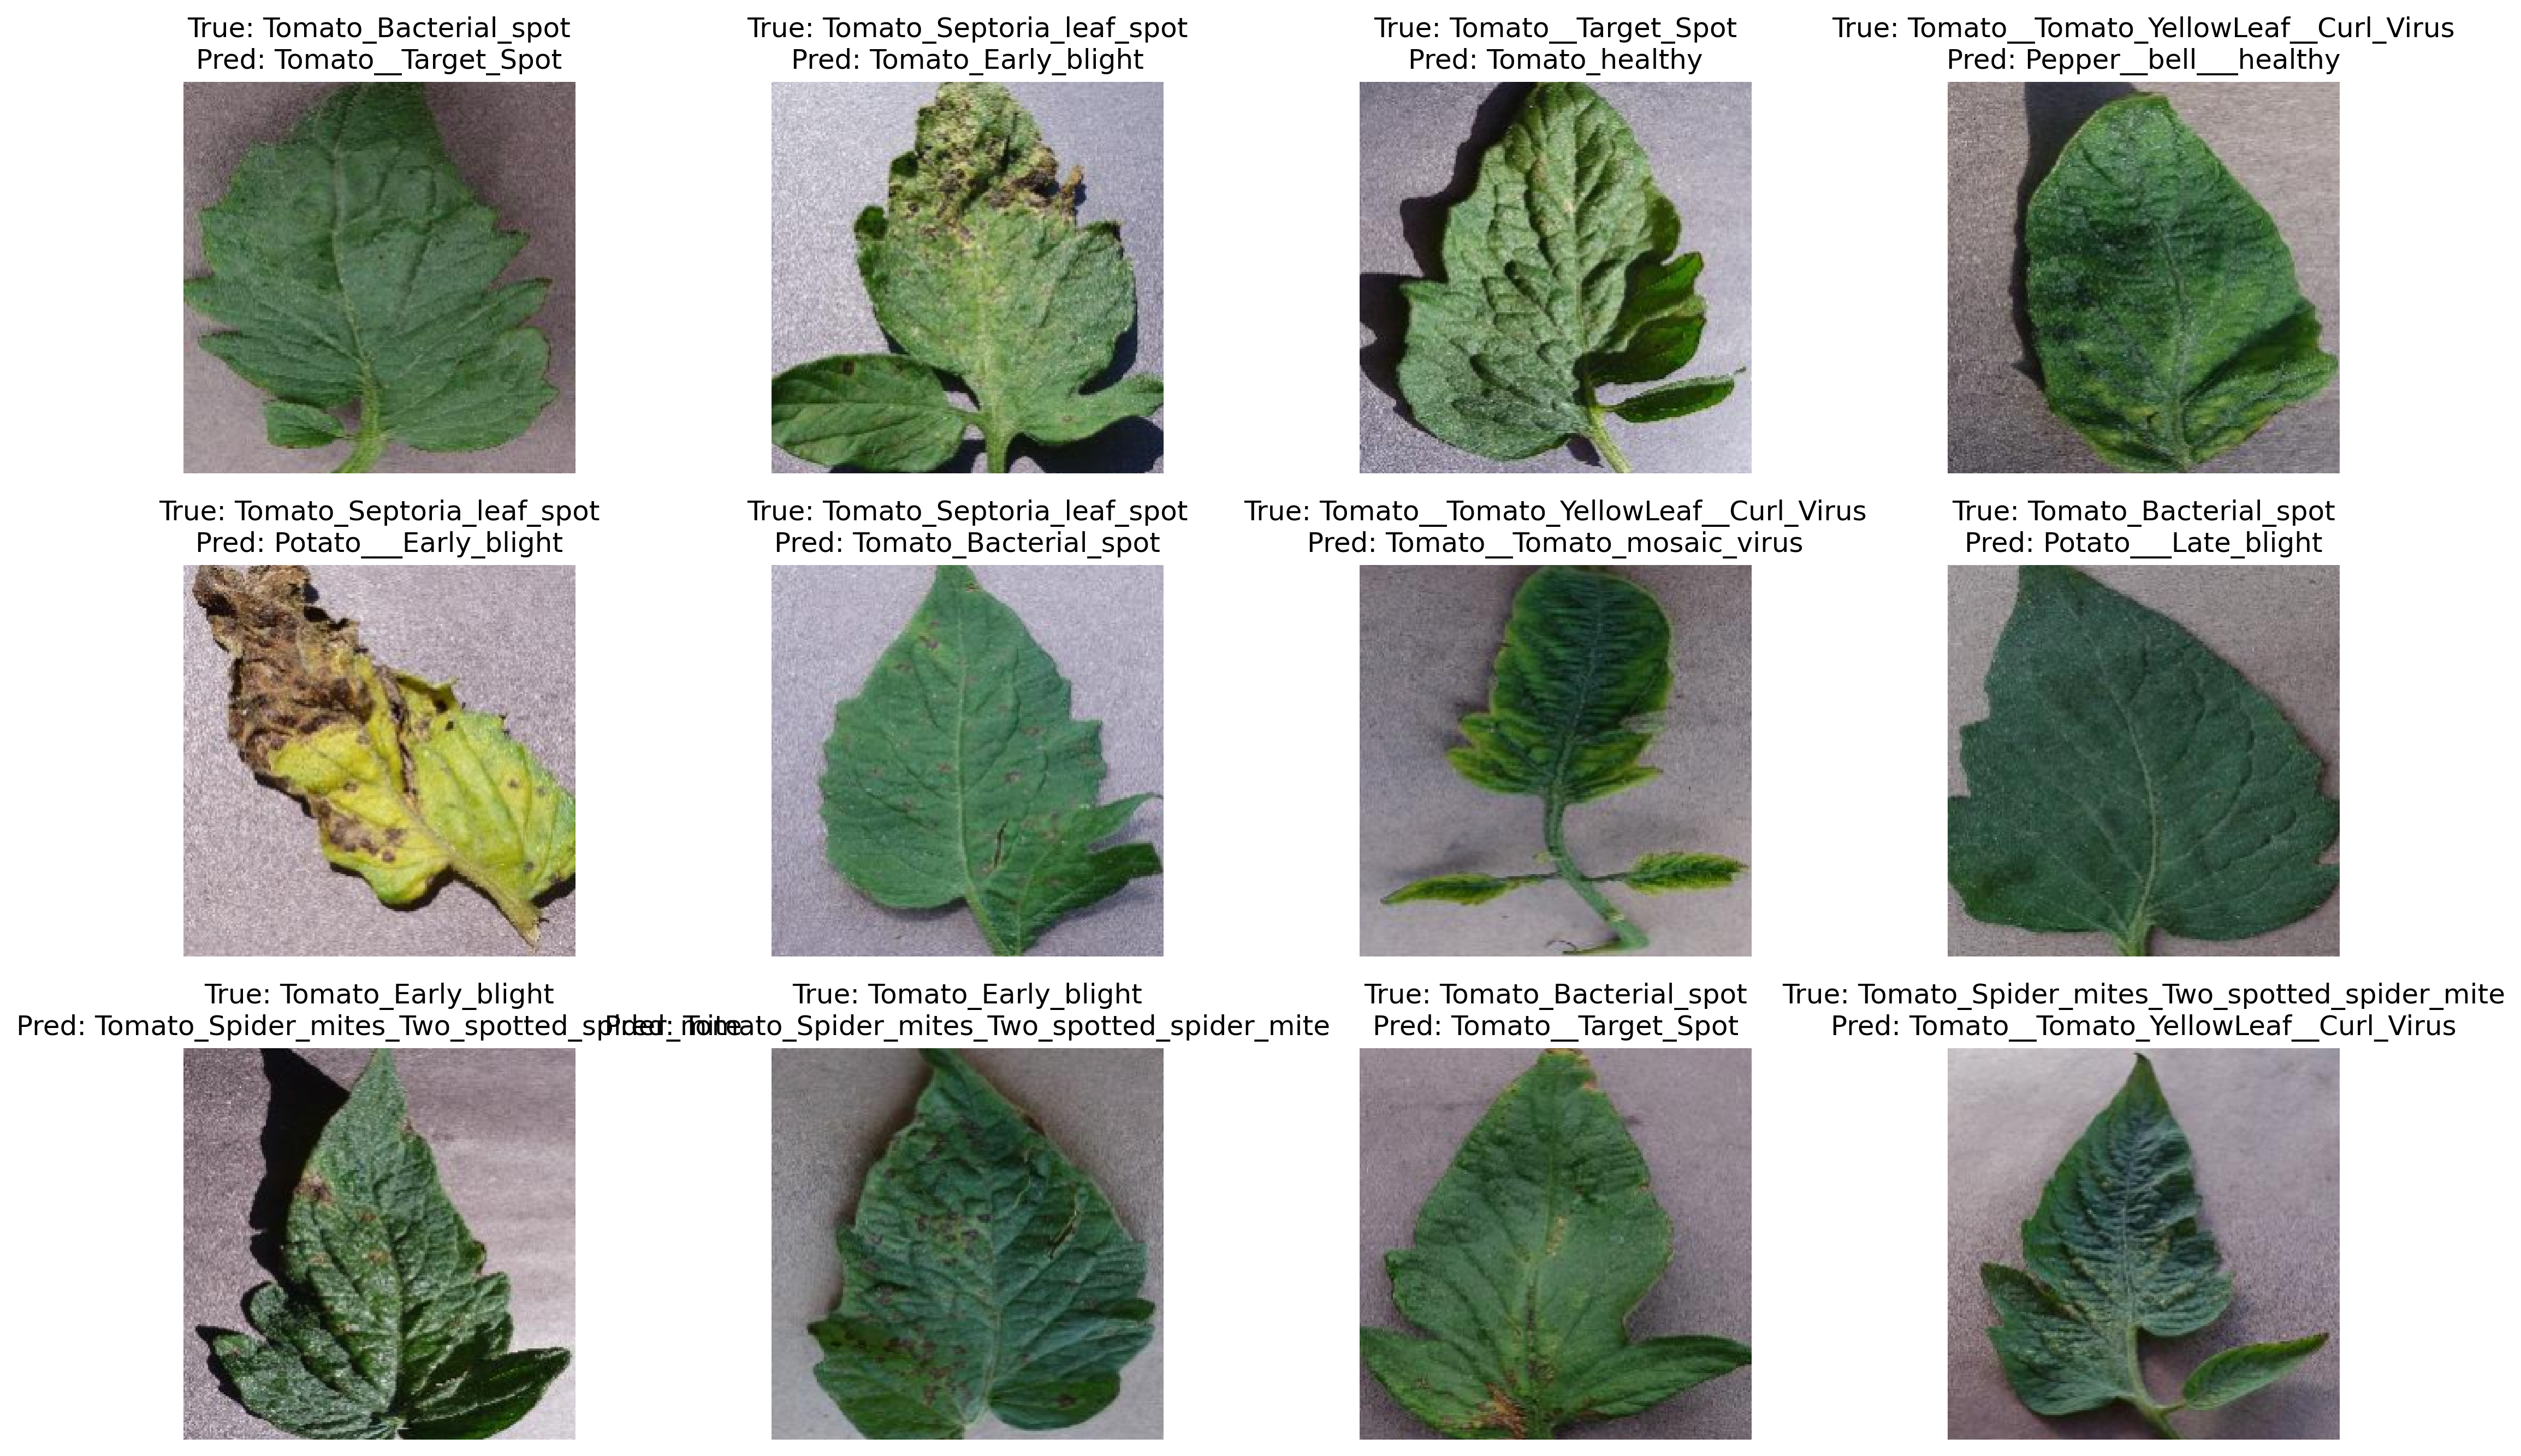 True: Tomato_Bacterial_spot
Pred: Tomato__Target_Spot
True: Tomato_Septoria_leaf_spot
Pred: Tomato_Early_blight
True: Tomato__Target_Spot
Pred: Tomato_healthy
True: Tomato__Tomato_YellowLeaf__Curl_Virus
Pred: Pepper__bell___healthy
True: Tomato_Septoria_leaf_spot
Pred: Potato___Early_blight
True: Tomato_Septoria_leaf_spot
Pred: Tomato_Bacterial_spot
True: Tomato__Tomato_YellowLeaf__Curl_Virus
Pred: Tomato__Tomato_mosaic_virus
True: Tomato_Bacterial_spot
Pred: Potato___Late_blight
True: Tomato_Early_blight
Pred: Tomato_Spider_mites_Two_spotted_spider_mite
True: Tomato_Early_blight
Pred: Tomato_Spider_mites_Two_spotted_spider_mite
True: Tomato_Bacterial_spot
Pred: Tomato__Target_Spot
True: Tomato_Spider_mites_Two_spotted_spider_mite
Pred: Tomato__Tomato_YellowLeaf__Curl_Virus